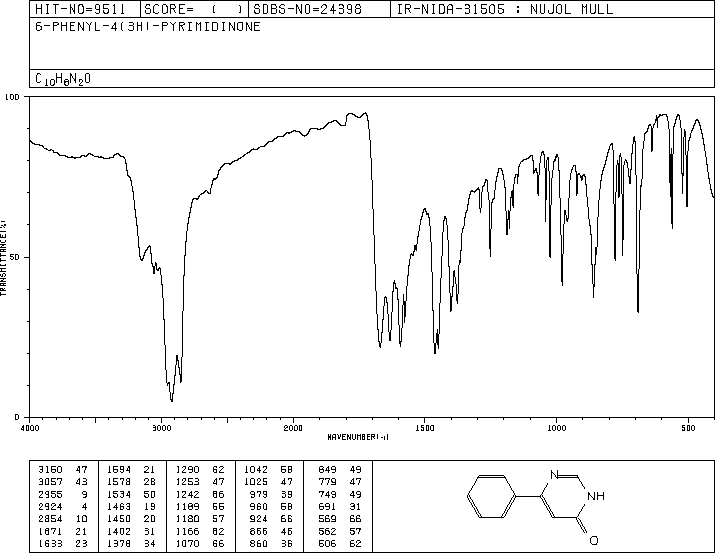 HIT-NO=9511 SCORE= ( ) SDBS-NO=24398 IR-NIDA-31505 : NUJOL MULL
6-PHENYL-4(3H)-PYRIMIDINONE
C10H8N2O
100
TRANSMITTANCE(%)
50
0
4000 3000 2000 1500 1000 500
WAVENUMBER(-1)
3160 47 1594 21 1290 62 1042 68 849 49
3057 43 1578 28 1253 47 1025 47 779 47
2955 9 1534 50 1242 86 979 39 749 49
2924 4 1463 19 1189 55 960 58 691 31
2854 10 1450 20 1180 57 924 66 569 66
1671 21 1402 31 1166 82 866 46 562 57
1633 23 1378 34 1070 66 860 36 506 62
N
NH
O